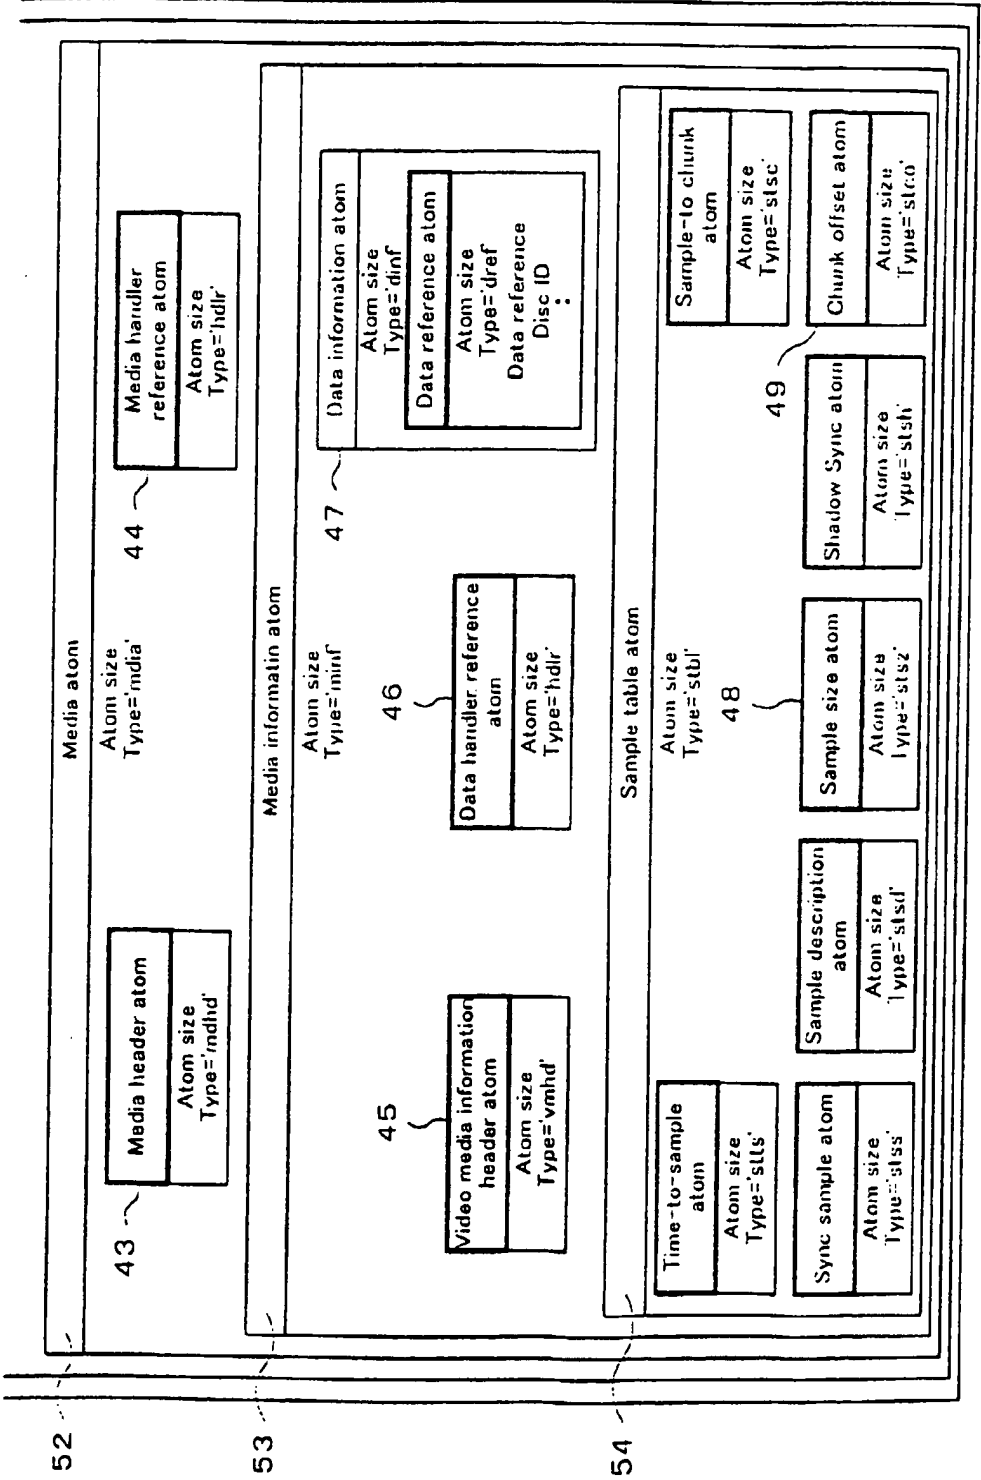 52
Media atom
Atom size
Type='mdia'
43
Media header atom
Atom size
Type='mdhd'
44
Media handler
reference atom
Atom size
Type='hdlr'
53
Media informatin atom
Atom size
Type='minf'
45
Video media information
header atom
Atom size
Type='vmhd'
46
Data handler reference
atom
Atom size
Type='hdlr'
47
Data information atom
Atom size
Type='dinf'
Data reference atom
Atom size
Type='dref'
Data reference
Disc ID
:
54
Sample table atom
Atom size
Type='stbl'
Time-to-sample
atom
Atom size
Type='stts'
Sample-to chunk
atom
Atom size
Type='stsc'
Sync sample atom
Atom size
Type='stss'
Sample description
atom
Atom size
Type='stsd'
48
Sample size atom
Atom size
Type='stsz'
Shadow Sync atom
Atom size
Type='stsh'
49
Chunk offset atom
Atom size
Type='stco'